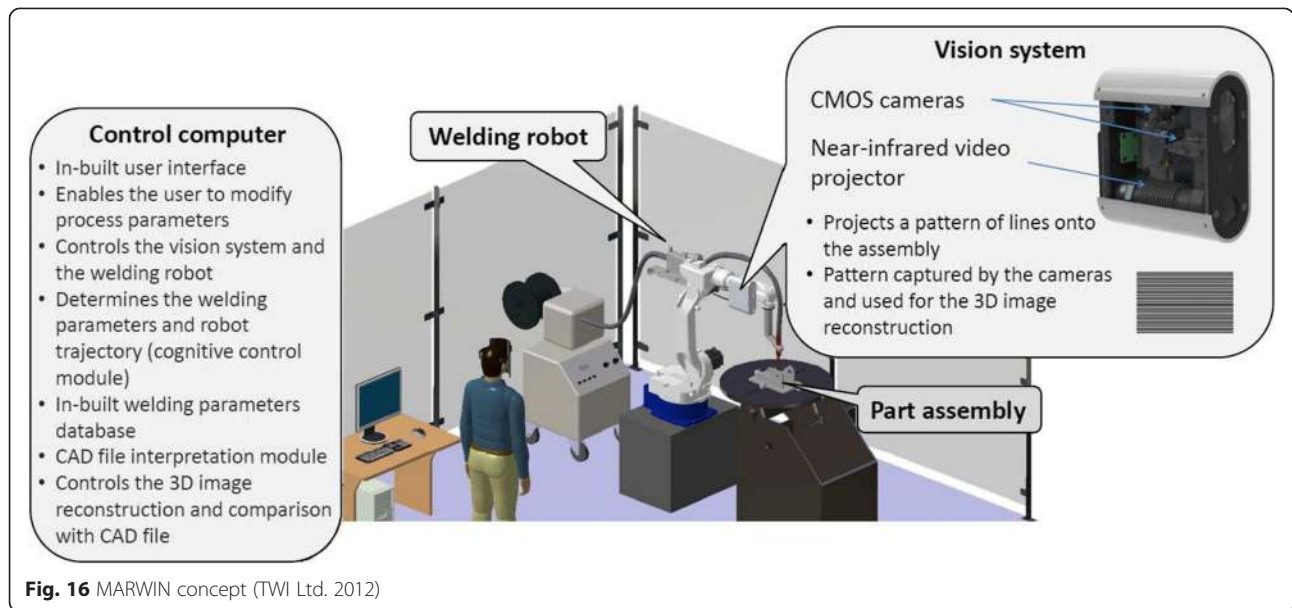 Control computer
• In-built user interface
• Enables the user to modify
process parameters
• Controls the vision system and
the welding robot
• Determines the welding
parameters and robot
trajectory (cognitive control
module)
• In-built welding parameters
database
• CAD file interpretation module
• Controls the 3D image
reconstruction and comparison
with CAD file
Welding robot
Vision system
CMOS cameras
Near-infrared video
projector
• Projects a pattern of lines onto
the assembly
• Pattern captured by the cameras
and used for the 3D image
reconstruction
Part assembly
Fig. 16 MARWIN concept (TWI Ltd. 2012)